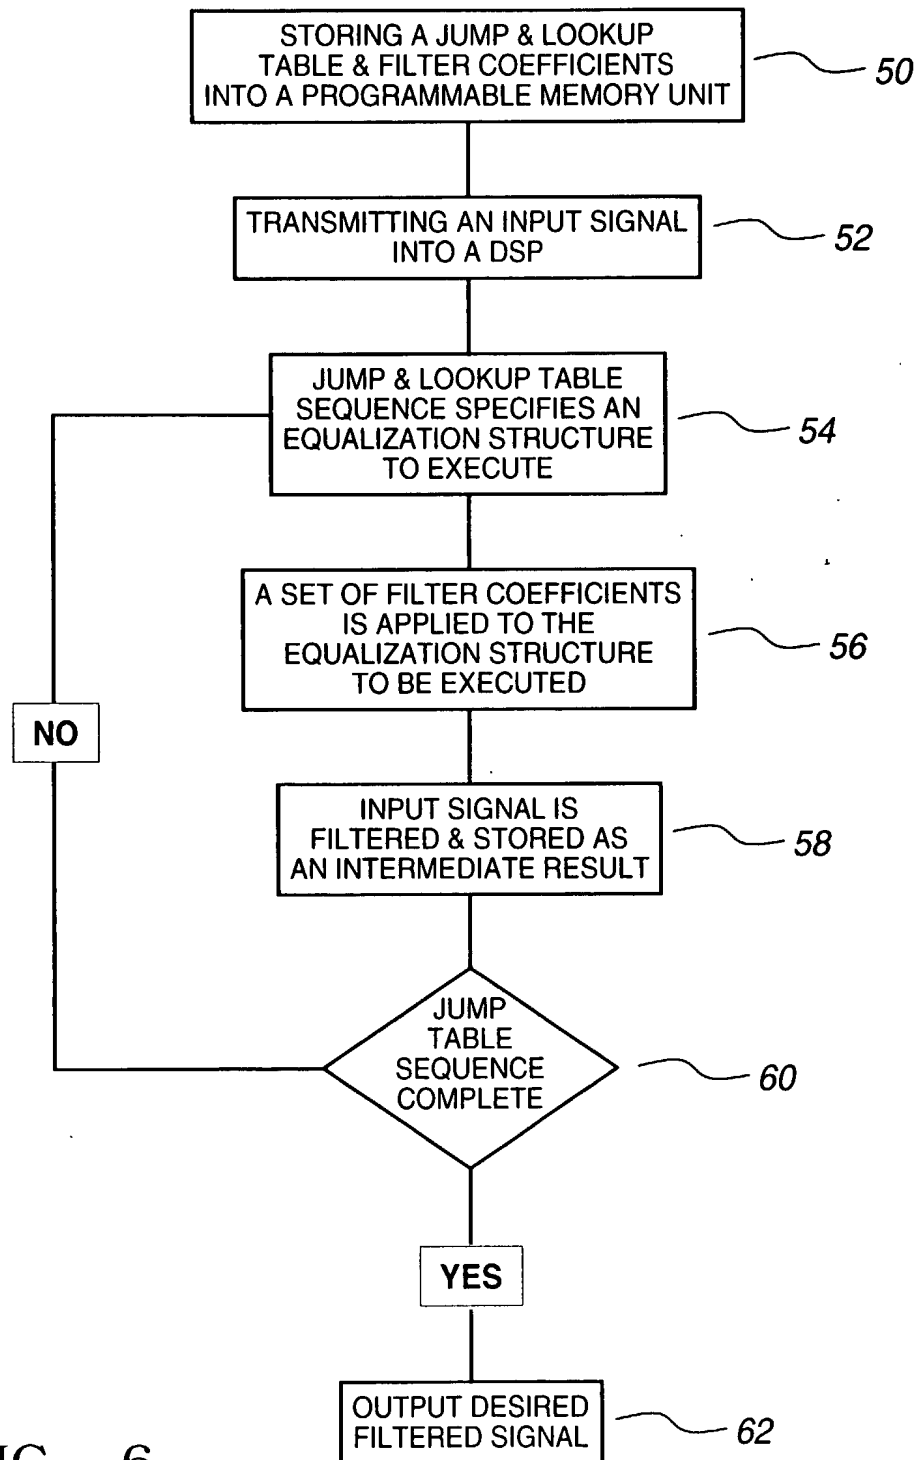 STORING A JUMP & LOOKUP
TABLE & FILTER COEFFICIENTS
INTO A PROGRAMMABLE MEMORY UNIT
50
TRANSMITTING AN INPUT SIGNAL
INTO A DSP
52
JUMP & LOOKUP TABLE
SEQUENCE SPECIFIES AN
EQUALIZATION STRUCTURE
TO EXECUTE
54
A SET OF FILTER COEFFICIENTS
IS APPLIED TO THE
EQUALIZATION STRUCTURE
TO BE EXECUTED
56
NO
INPUT SIGNAL IS
FILTERED & STORED AS
AN INTERMEDIATE RESULT
58
JUMP
TABLE
SEQUENCE
COMPLETE
60
YES
OUTPUT DESIRED
FILTERED SIGNAL
62